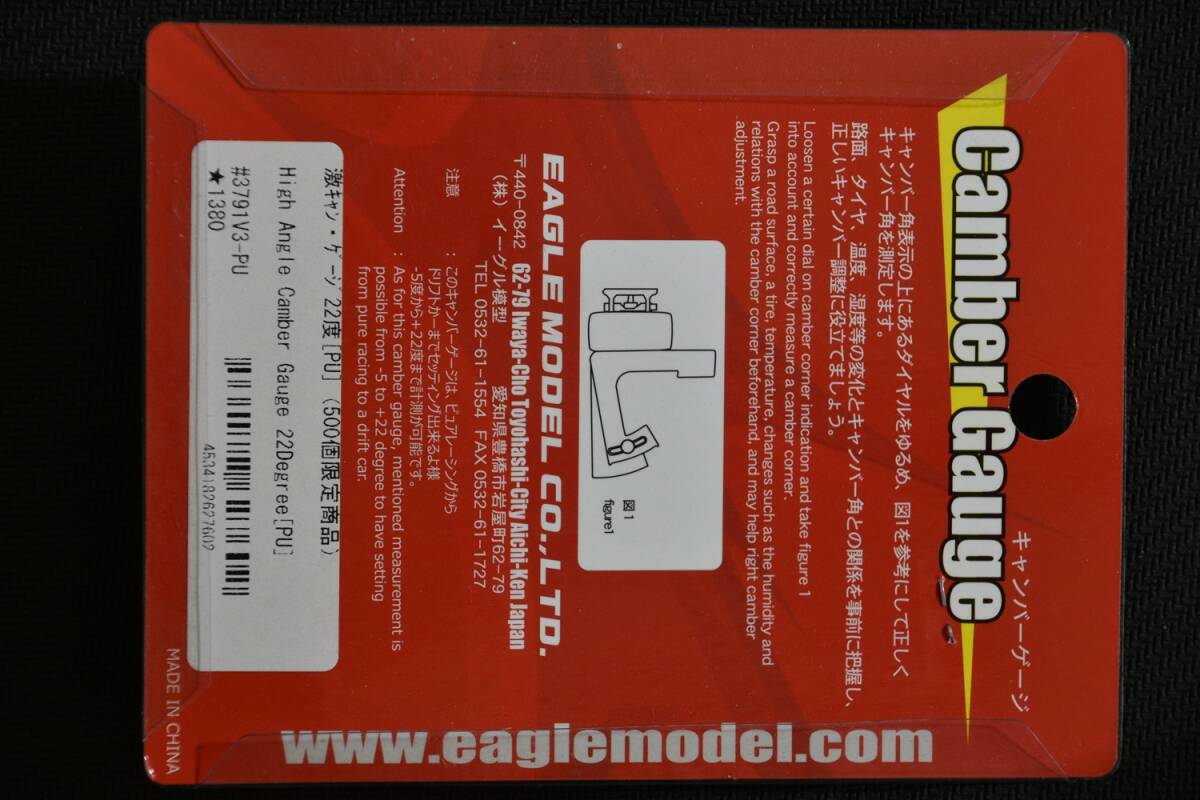 キャンバーゲージ
Camber Gauge
キャンバー角表示の上にあるダイヤルをゆるめ、図1を参考にして正しく
キャンバー角を測定します。
路面、タイヤ、温度、湿度等の変化とキャンバー角との関係を事前に把握し、
正しいキャンバー調整に役立てましょう。
Loosen a certain dial on camber corner indication and take figure 1
into account and correctly measure a camber corner.
Grasp a road surface, a tire, temperature, changes such as the humidity and
relations with the camber corner beforehand, and may help right camber
adjustment.
図1
figure1
EAGLE MODEL CO.,LTD.
〒440-0842 62-79 Iwaya-Cho Toyohashi-City Aichi-Ken Japan
(株) イーグル模型 愛知県豊橋市岩屋町62-79
TEL 0532-61-1554 FAX 0532-61-1727
注意 : このキャンバーゲージは、ピュアレーシングから
ドリフトカーまでセッティング出来るよ様
-5度から+22度まで計測が可能です。
Attention : As for this camber gauge, mentioned measurement is
possible from -5 to +22 degree to have setting
from pure racing to a drift car.
激ｷｬﾝ・ｹﾞｰｼﾞ22度[PU] (500個限定商品)
High Angle Camber Gauge 22Degree[PU]
#3791V3-PU
★1380
4534182627602
www.eaglemodel.com
MADE IN CHINA